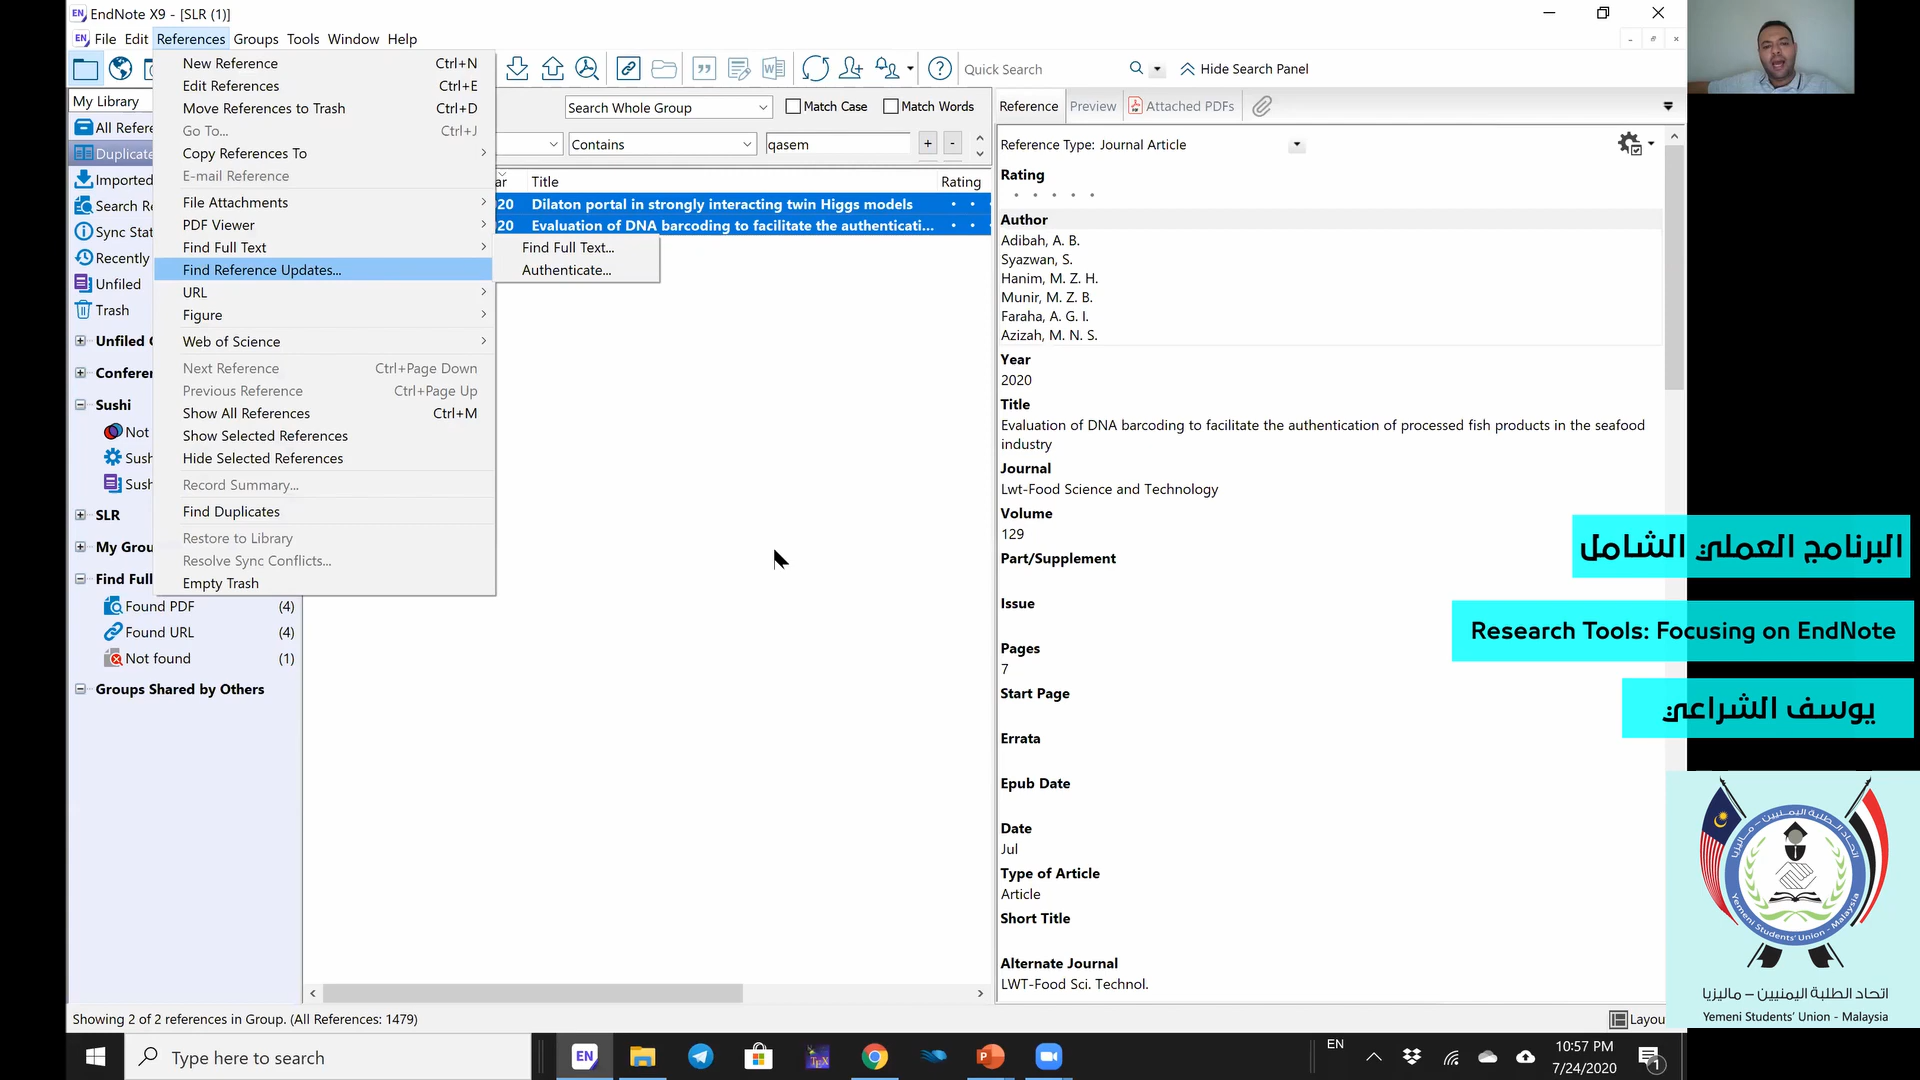 EndNote X9 - [SLR (1)]
File Edit References Groups Tools Window Help
Quick Search
Hide Search Panel
My Library
All Refere
Duplicate
Imported
Search Re
Sync Stat
Recently
Unfiled
Trash
Unfiled
Conferen
Sushi
Not
Sush
Sush
SLR
My Grou
Find Full
Found PDF (4)
Found URL (4)
Not found (1)
Groups Shared by Others
New Reference Ctrl+N
Edit References Ctrl+E
Move References to Trash Ctrl+D
Go To... Ctrl+J
Copy References To
E-mail Reference
File Attachments
PDF Viewer
Find Full Text
Find Reference Updates...
URL
Figure
Web of Science
Next Reference Ctrl+Page Down
Previous Reference Ctrl+Page Up
Show All References Ctrl+M
Show Selected References
Hide Selected References
Record Summary...
Find Duplicates
Restore to Library
Resolve Sync Conflicts...
Empty Trash
Find Full Text...
Authenticate...
Search Whole Group
Match Case
Match Words
Contains
qasem
+ -
ar Title Rating
20 Dilaton portal in strongly interacting twin Higgs models
20 Evaluation of DNA barcoding to facilitate the authenticati...
Reference Preview Attached PDFs
Reference Type: Journal Article
Rating
Author
Adibah, A. B.
Syazwan, S.
Hanim, M. Z. H.
Munir, M. Z. B.
Faraha, A. G. I.
Azizah, M. N. S.
Year
2020
Title
Evaluation of DNA barcoding to facilitate the authentication of processed fish products in the seafood
industry
Journal
Lwt-Food Science and Technology
Volume
129
Part/Supplement
Issue
Pages
7
Start Page
Errata
Epub Date
Date
Jul
Type of Article
Article
Short Title
Alternate Journal
LWT-Food Sci. Technol.
البرنامج العملي الشامل
Research Tools: Focusing on EndNote
يوسف الشراعي
اتحاد الطلبة اليمنيين – ماليزيا
Yemeni Students' Union - Malaysia
اتحاد الطلبة اليمنيين – ماليزيا
Yemeni Students' Union - Malaysia
Showing 2 of 2 references in Group. (All References: 1479)
Layou
Type here to search
EN
EN
10:57 PM
7/24/2020
1